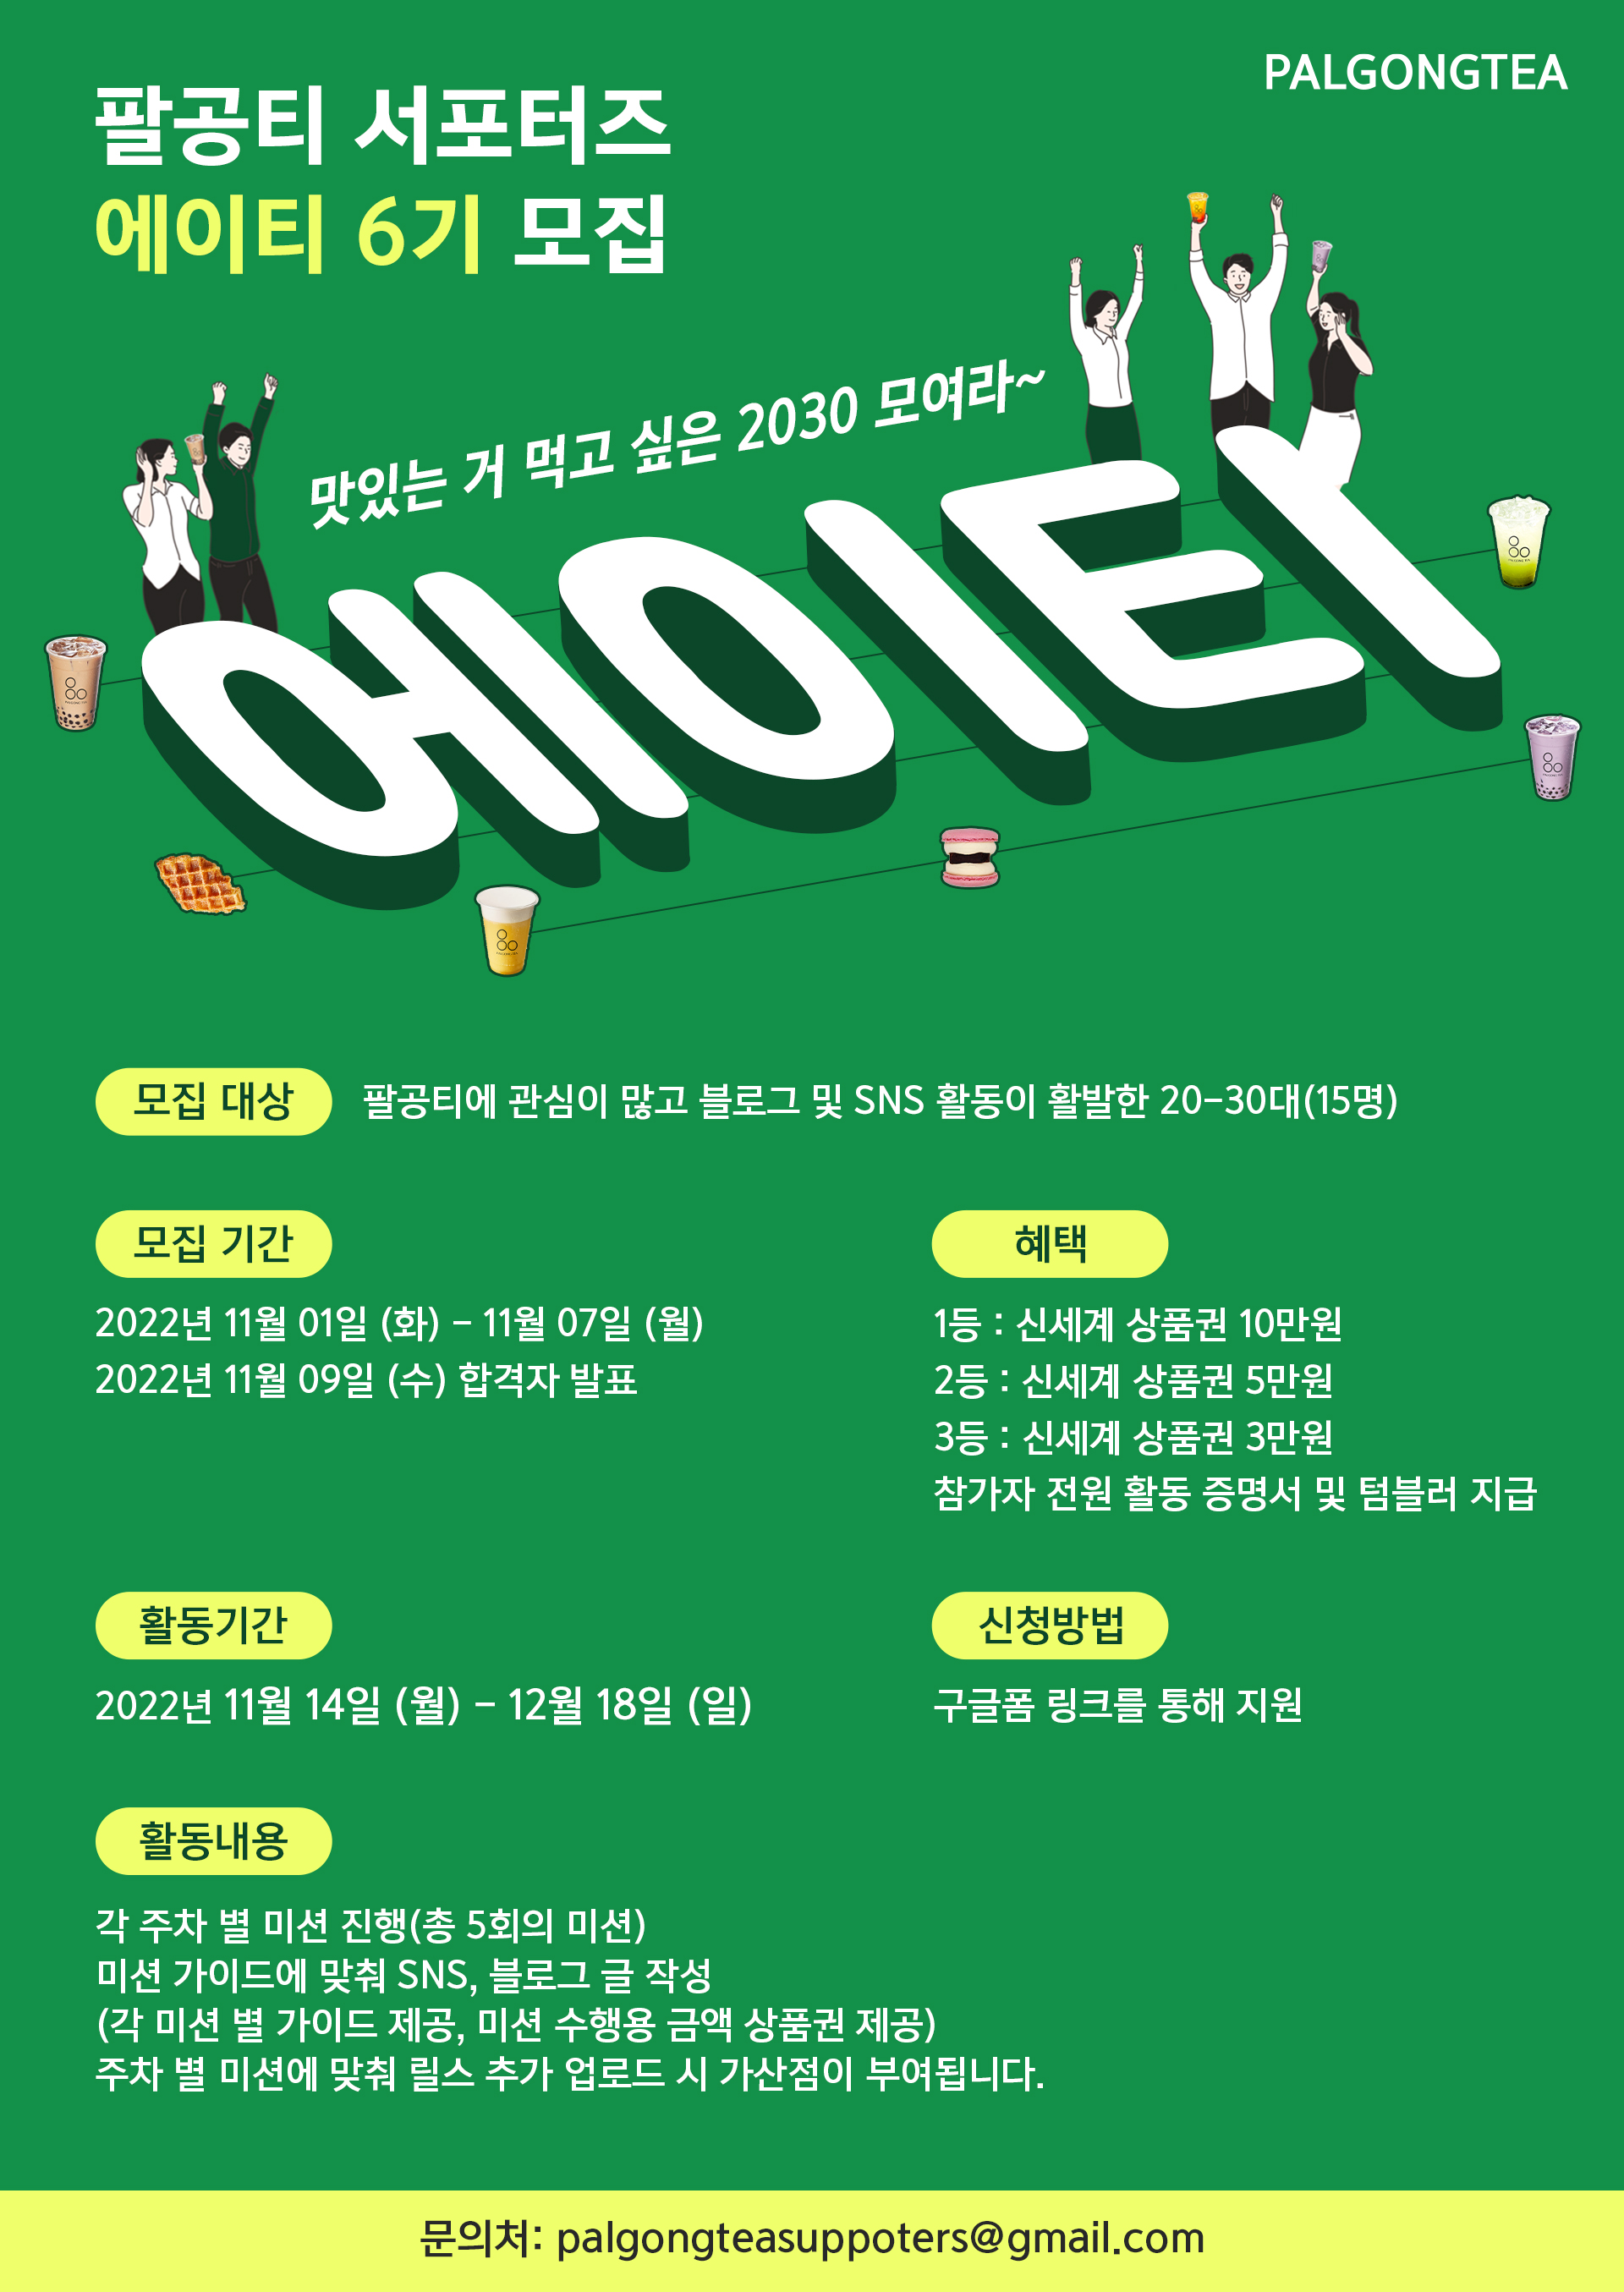 PALGONGTEA
팔공티 서포터즈
에이티 6기 모집
맛있는 거 먹고 싶은 2030 모여라~
에이티
모집 대상
팔공티에 관심이 많고 블로그 및 SNS 활동이 활발한 20-30대(15명)
모집 기간
2022년 11월 01일 (화) - 11월 07일 (월)
2022년 11월 09일 (수) 합격자 발표
혜택
1등 : 신세계 상품권 10만원
2등 : 신세계 상품권 5만원
3등 : 신세계 상품권 3만원
참가자 전원 활동 증명서 및 텀블러 지급
활동기간
2022년 11월 14일 (월) - 12월 18일 (일)
신청방법
구글폼 링크를 통해 지원
활동내용
각 주차 별 미션 진행(총 5회의 미션)
미션 가이드에 맞춰 SNS, 블로그 글 작성
(각 미션 별 가이드 제공, 미션 수행용 금액 상품권 제공)
주차 별 미션에 맞춰 릴스 추가 업로드 시 가산점이 부여됩니다.
문의처: palgongteasuppoters@gmail.com